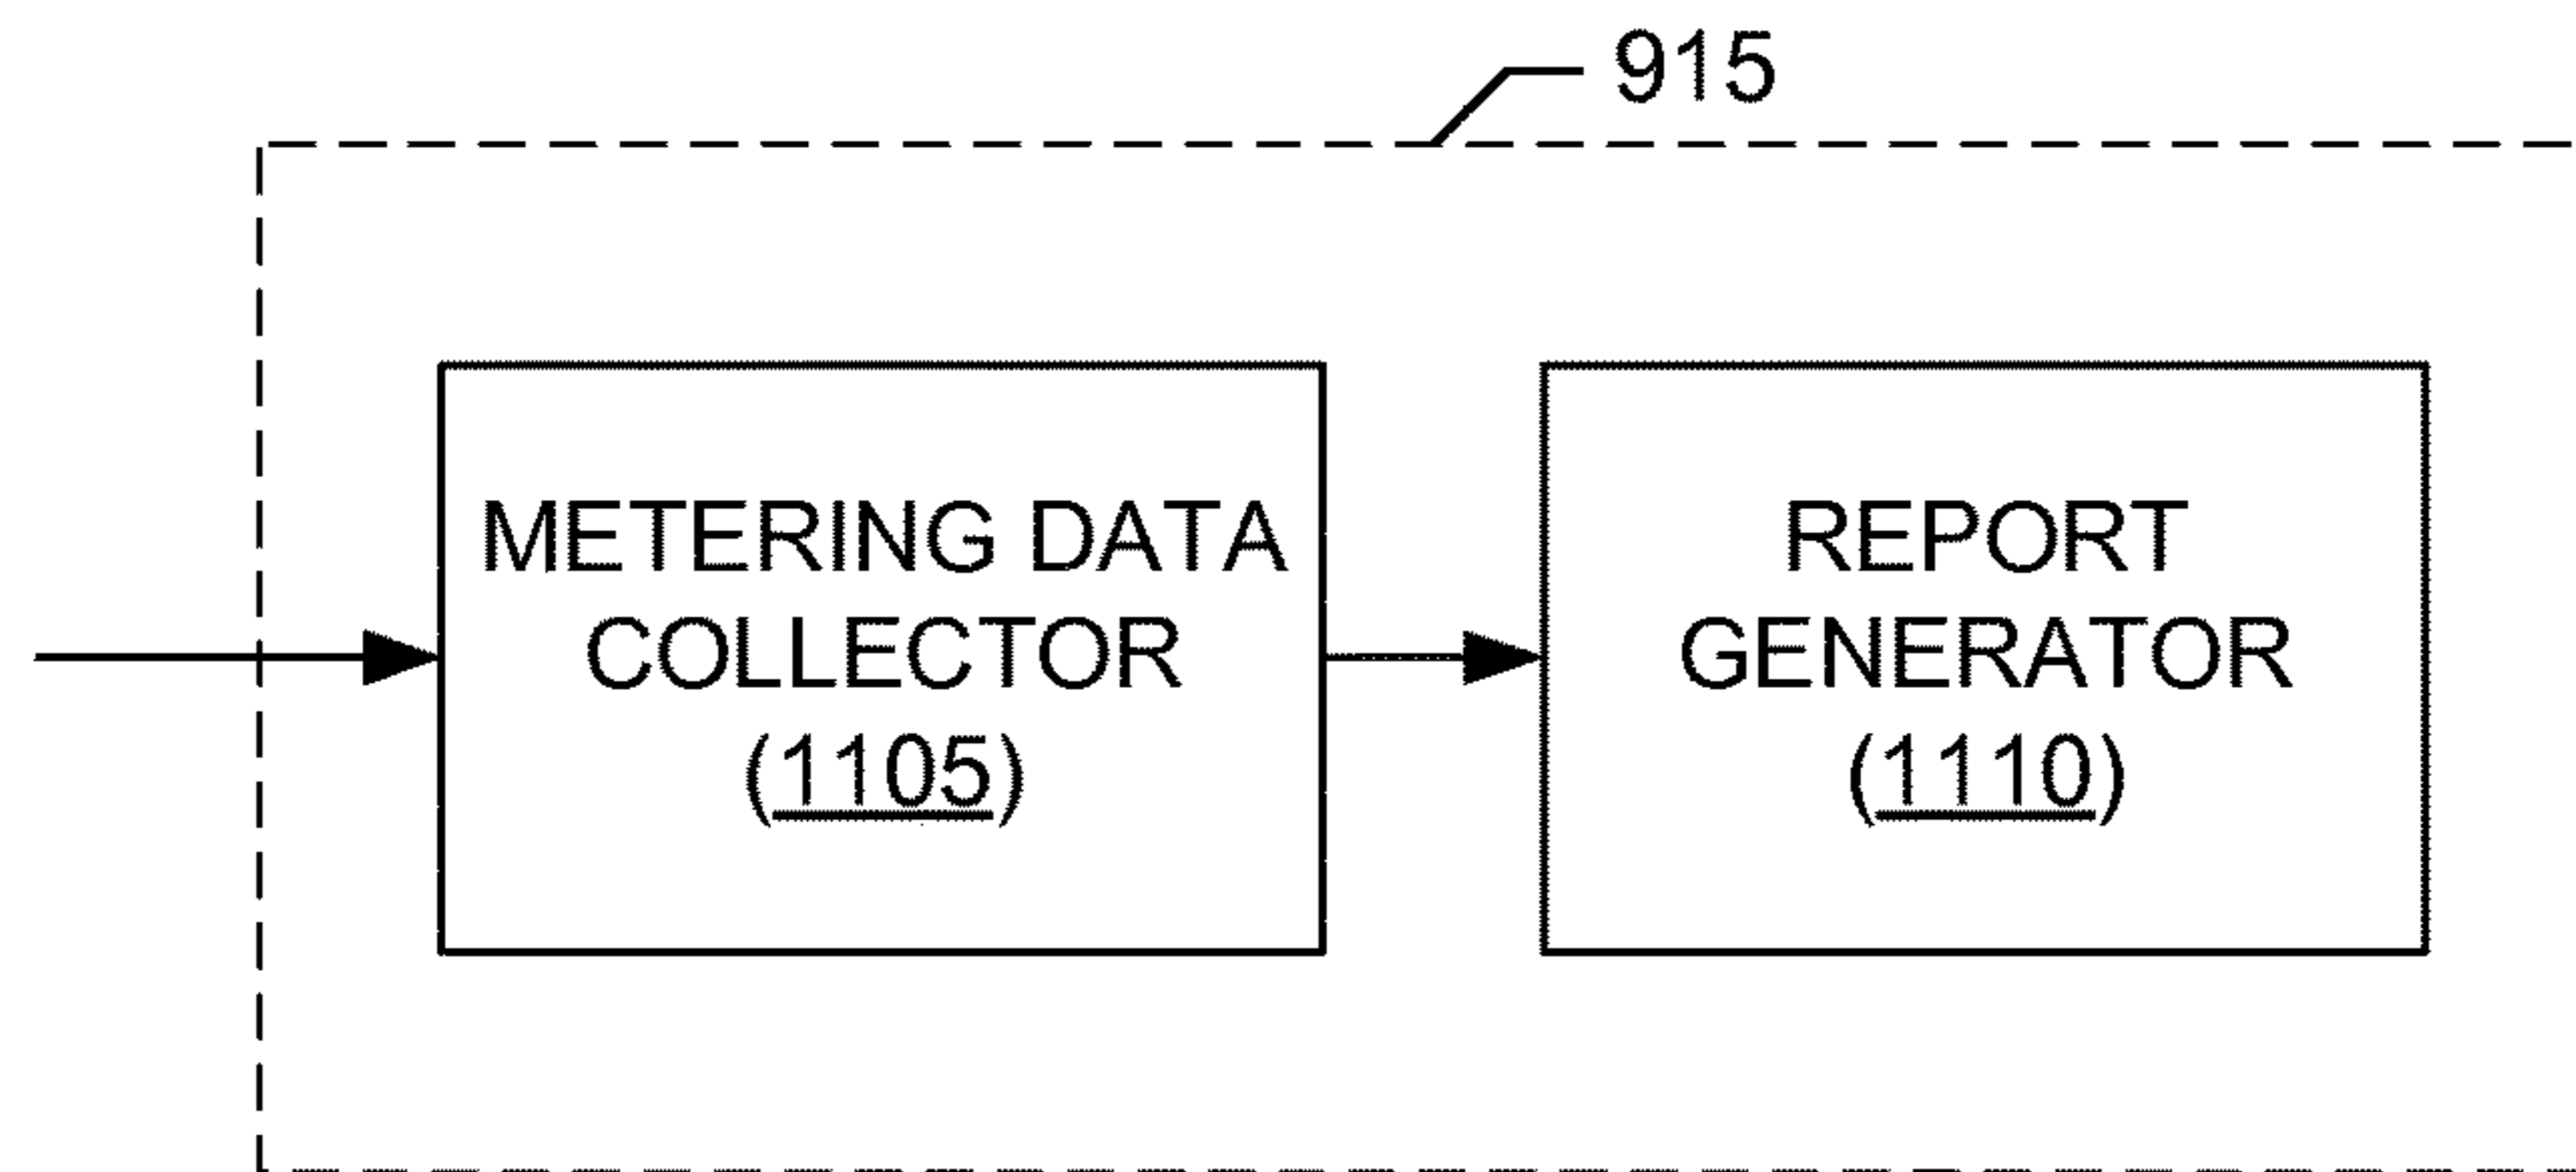 915
METERING DATA
COLLECTOR
(1105)
REPORT
GENERATOR
(1110)